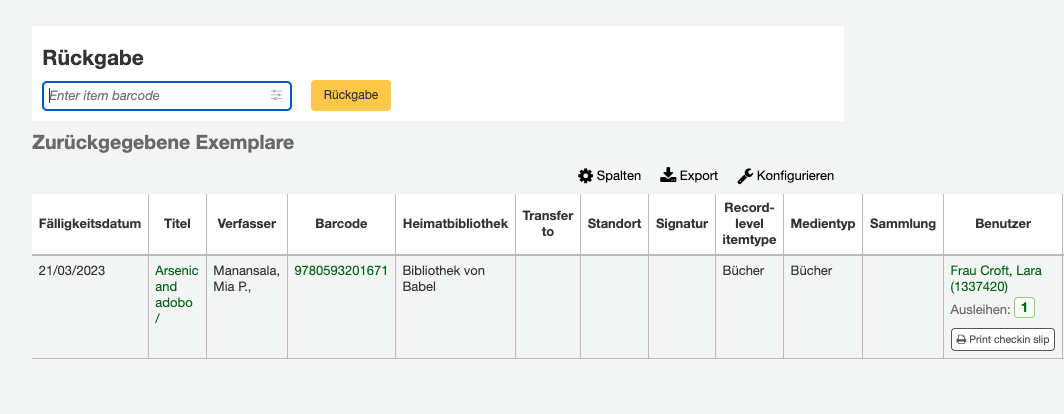 Rückgabe
Enter item barcode
Rückgabe
Zurückgegebene Exemplare
Spalten Export Konfigurieren
Fälligkeitsdatum Titel Verfasser Barcode Heimatbibliothek Transfer to Standort Signatur Record-level itemtype Medientyp Sammlung Benutzer
21/03/2023 Arsenic and adobo / Manansala, Mia P., 9780593201671 Bibliothek von Babel Bücher Bücher Frau Croft, Lara (1337420)
Ausleihen: 1
Print checkin slip